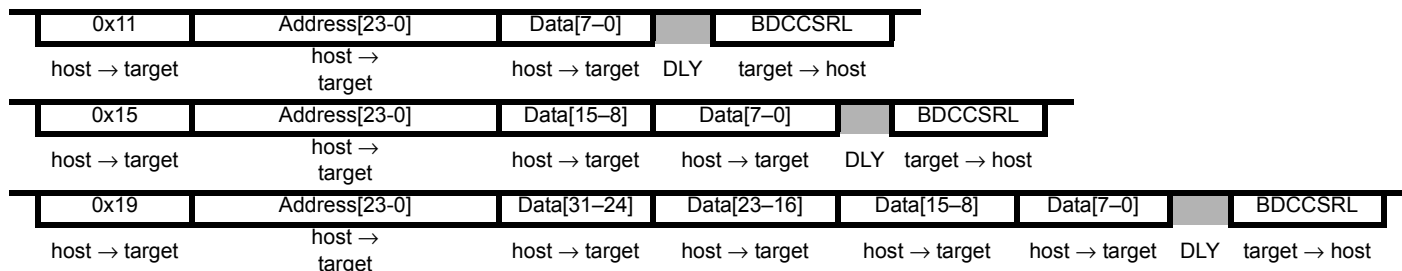 0x11 Address[23-0] Data[7–0] BDCCSRL
host → target host → host → target DLY target → host
target
0x15 Address[23-0] Data[15–8] Data[7–0] BDCCSRL
host → target host → host → target host → target DLY target → host
target
0x19 Address[23-0] Data[31–24] Data[23–16] Data[15–8] Data[7–0] BDCCSRL
host → target host → host → target host → target host → target host → target DLY target → host
target